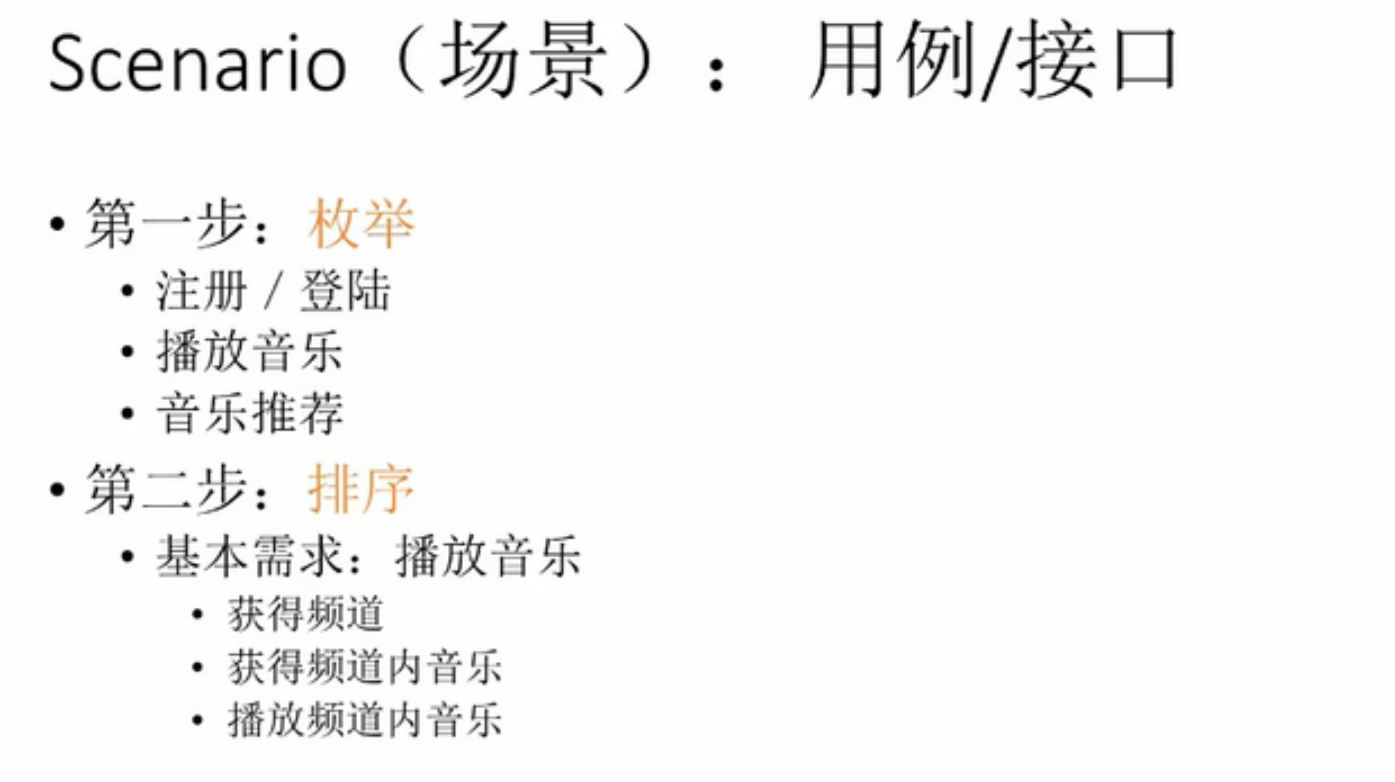 Scenario（场景）： 用例/接口
• 第一步：枚举
• 注册 / 登陆
• 播放音乐
• 音乐推荐
• 第二步：排序
• 基本需求：播放音乐
• 获得频道
• 获得频道内音乐
• 播放频道内音乐